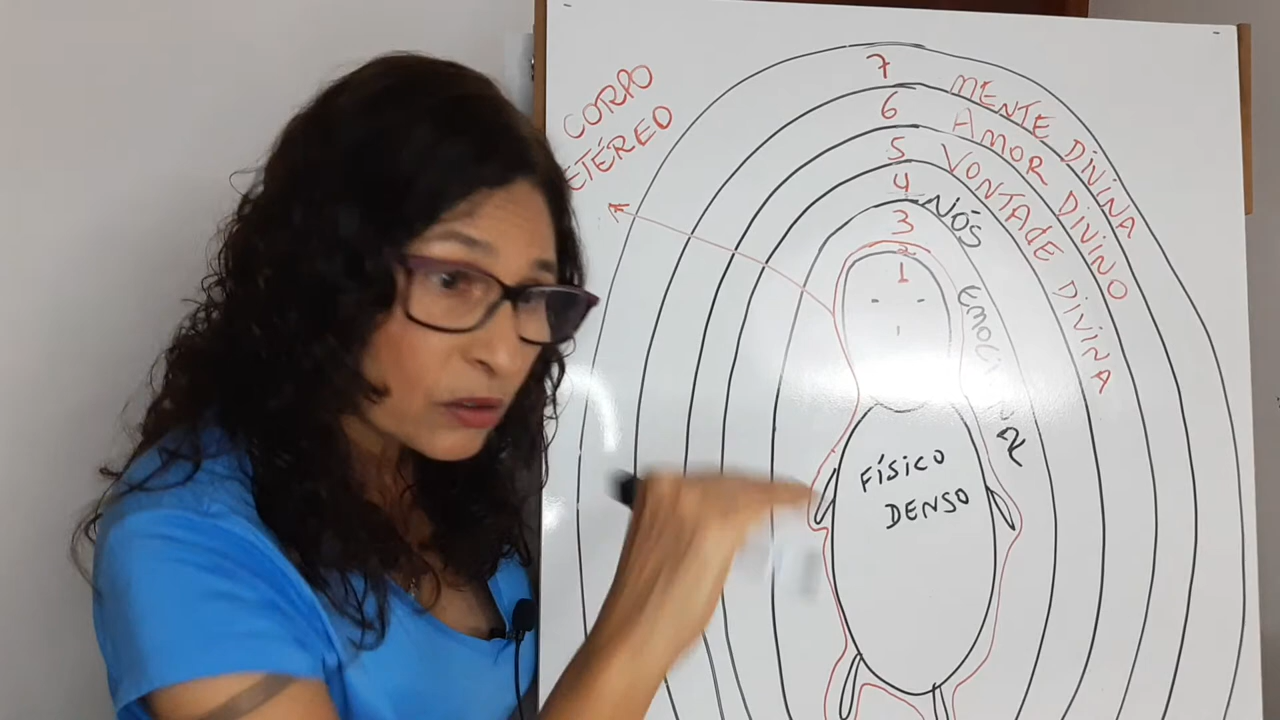 CORPO
ETÉREO
7
MENTE DIVINA
6
AMOR DIVINO
5
VONTADE DIVINA
4
NÓS
3
2
1
FÍSICO
DENSO